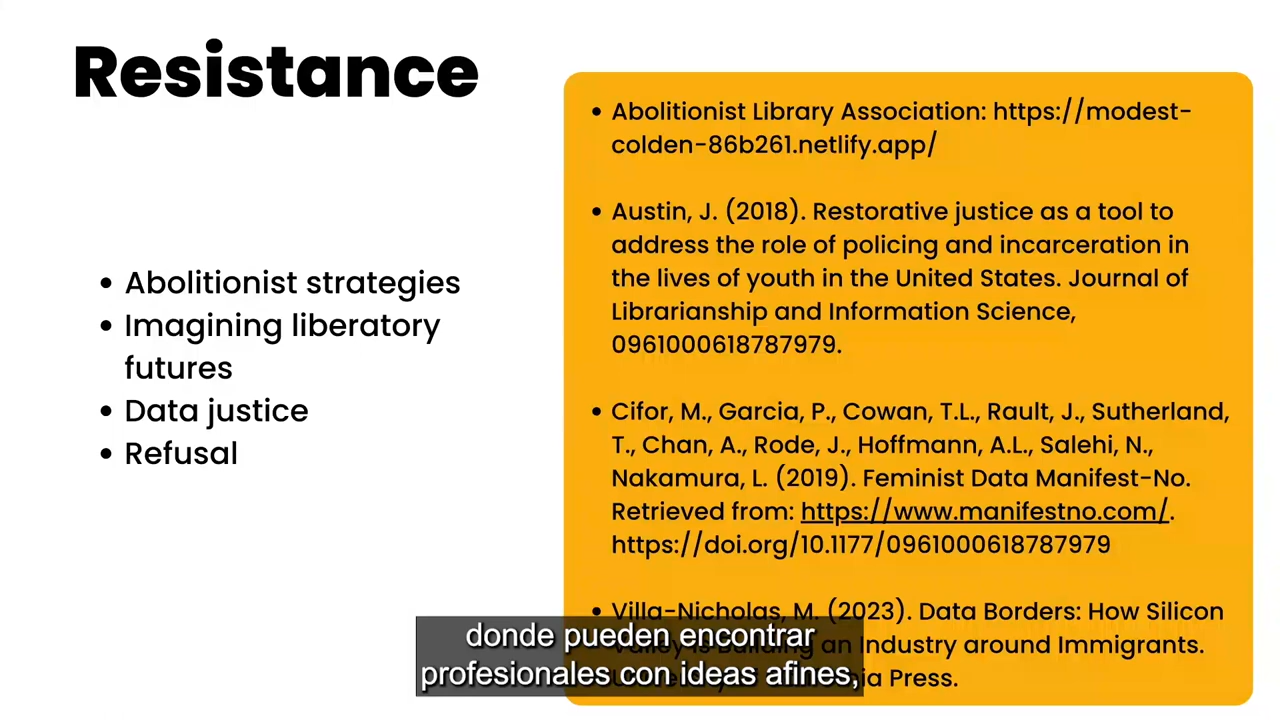 Resistance
• Abolitionist strategies
• Imagining liberatory
futures
• Data justice
• Refusal
• Abolitionist Library Association: https://modest-
colden-86b261.netlify.app/
• Austin, J. (2018). Restorative justice as a tool to
address the role of policing and incarceration in
the lives of youth in the United States. Journal of
Librarianship and Information Science,
0961000618787979.
• Cifor, M., Garcia, P., Cowan, T.L., Rault, J., Sutherland,
T., Chan, A., Rode, J., Hoffmann, A.L., Salehi, N.,
Nakamura, L. (2019). Feminist Data Manifest-No.
Retrieved from: https://www.manifestno.com/.
https://doi.org/10.1177/0961000618787979
• Villa-Nicholas, M. (2023). Data Borders: How Silicon
Valley is Building an Industry around Immigrants.
Press.
donde pueden encontrar
profesionales con ideas afines,